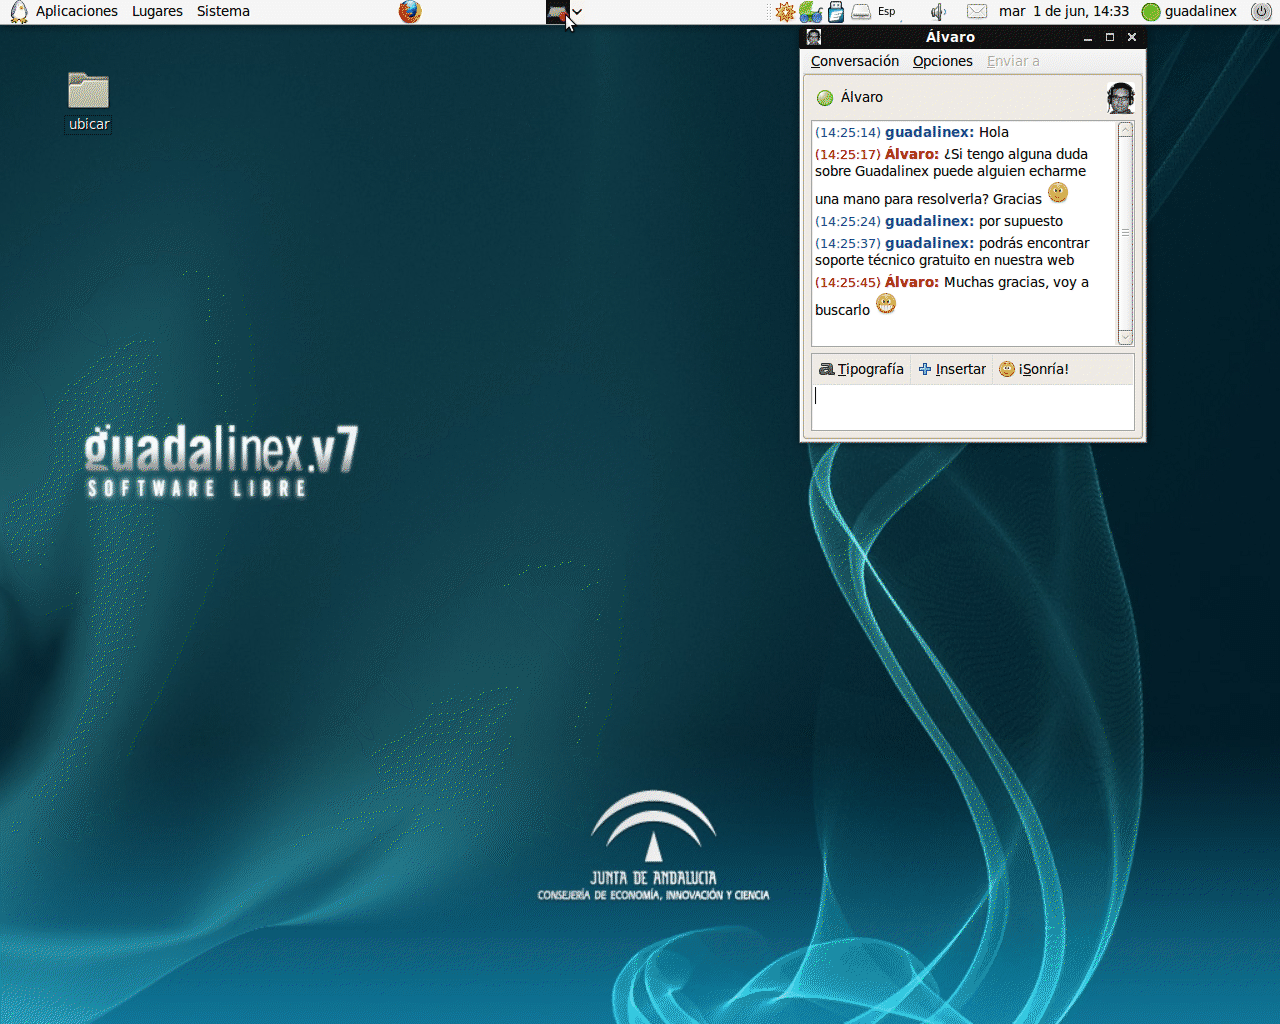 Aplicaciones Lugares Sistema Esp mar 1 de jun, 14:33 guadalinex
Álvaro
Conversación Opciones Enviar a
Álvaro
(14:25:14) guadalinex: Hola
(14:25:17) Álvaro: ¿Si tengo alguna duda
sobre Guadalinex puede alguien echarme
una mano para resolverla? Gracias
(14:25:24) guadalinex: por supuesto
(14:25:37) guadalinex: podrás encontrar
soporte técnico gratuito en nuestra web
(14:25:45) Álvaro: Muchas gracias, voy a
buscarlo
a Tipografía Insertar ¡Sonría!
ubicar
guadalinex.v7
SOFTWARE LIBRE
JUNTA DE ANDALUCIA
CONSEJERÍA DE ECONOMÍA, INNOVACIÓN Y CIENCIA